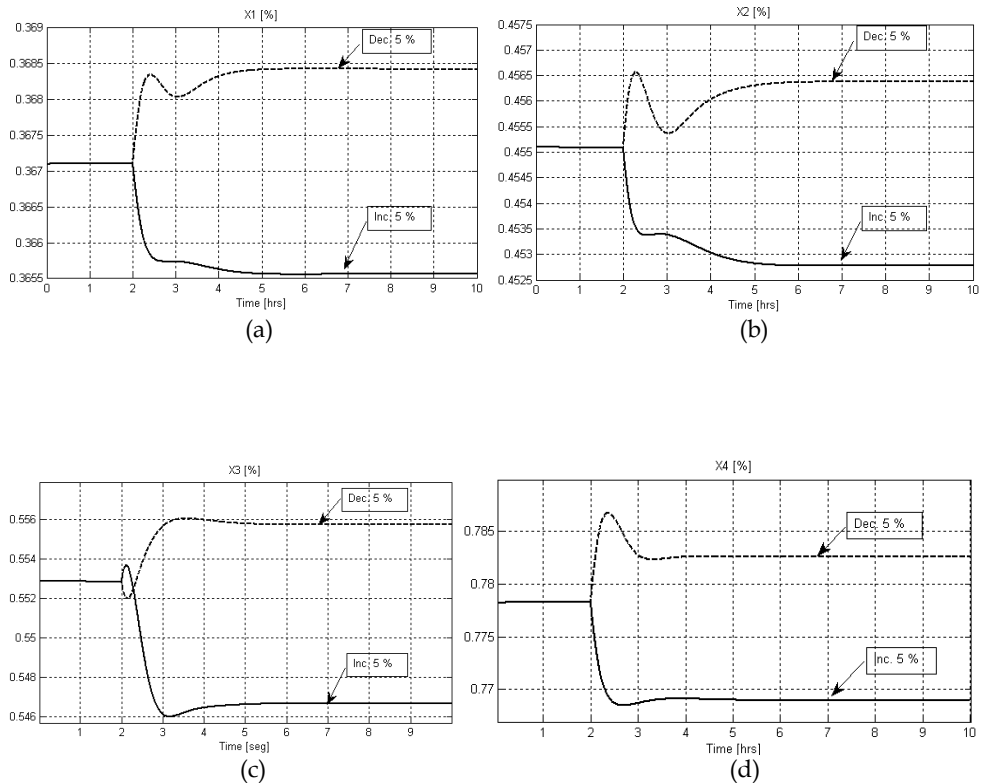 X1 [%]
0.369
0.3685
0.368
0.3675
0.367
0.3665
0.366
0.3655
Dec. 5 %
Inc. 5 %
0 1 2 3 4 5 6 7 8 9 10
Time [hrs]
(a)
X2 [%]
0.4575
0.457
0.4565
0.456
0.4555
0.455
0.4545
0.454
0.4535
0.453
0.4525
Dec. 5 %
Inc. 5 %
0 1 2 3 4 5 6 7 8 9 10
Time [hrs]
(b)
X3 [%]
0.556
0.554
0.552
0.55
0.548
0.546
Dec. 5 %
Inc. 5 %
1 2 3 4 5 6 7 8 9
Time [seg]
(c)
X4 [%]
0.785
0.78
0.775
0.77
Dec. 5 %
Inc. 5 %
1 2 3 4 5 6 7 8 9 10
Time [hrs]
(d)